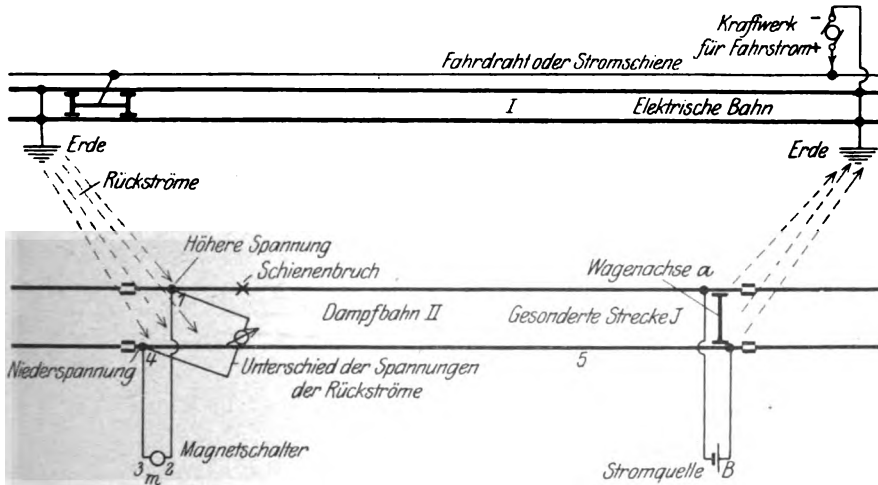 Kraftwerk -
für Fahrstrom +
Fahrdraht oder Stromschiene
I
Elektrische Bahn
Erde
Erde
Rückströme
Höhere Spannung
Schienenbruch
Wagenachse a
1
Dampfbahn II
Gesonderte Strecke J
4
5
Niederspannung
Unterschied der Spannungen
der Rückströme
Magnetschalter
3 2
m
Stromquelle B